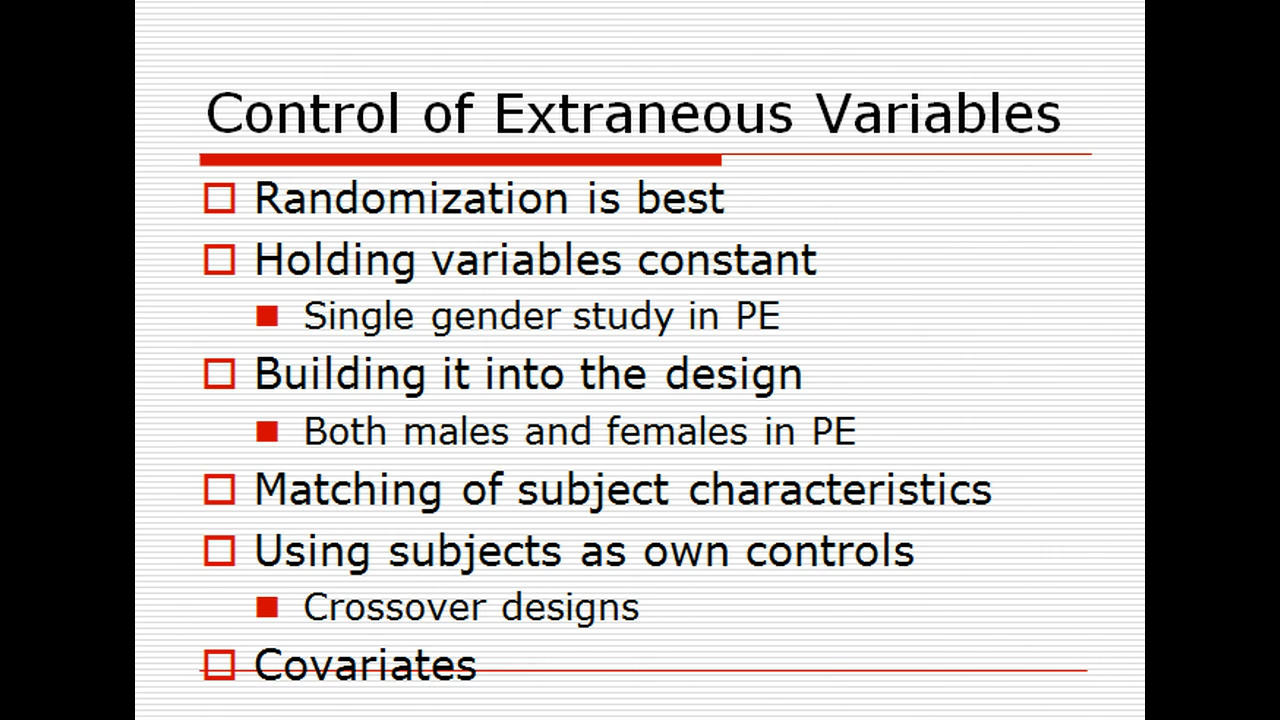 Control of Extraneous Variables
Randomization is best
Holding variables constant
Single gender study in PE
Building it into the design
Both males and females in PE
Matching of subject characteristics
Using subjects as own controls
Crossover designs
Covariates